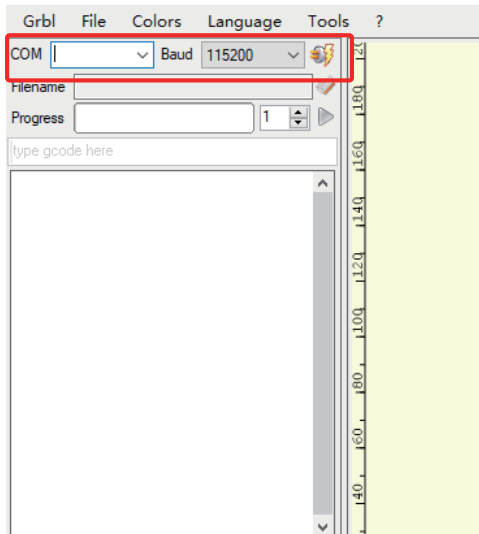 Grbl File Colors Language Tools ?
COM Baud 115200
Filename
Progress 1
type gcode here
180
160
140
120
100
80
60
40